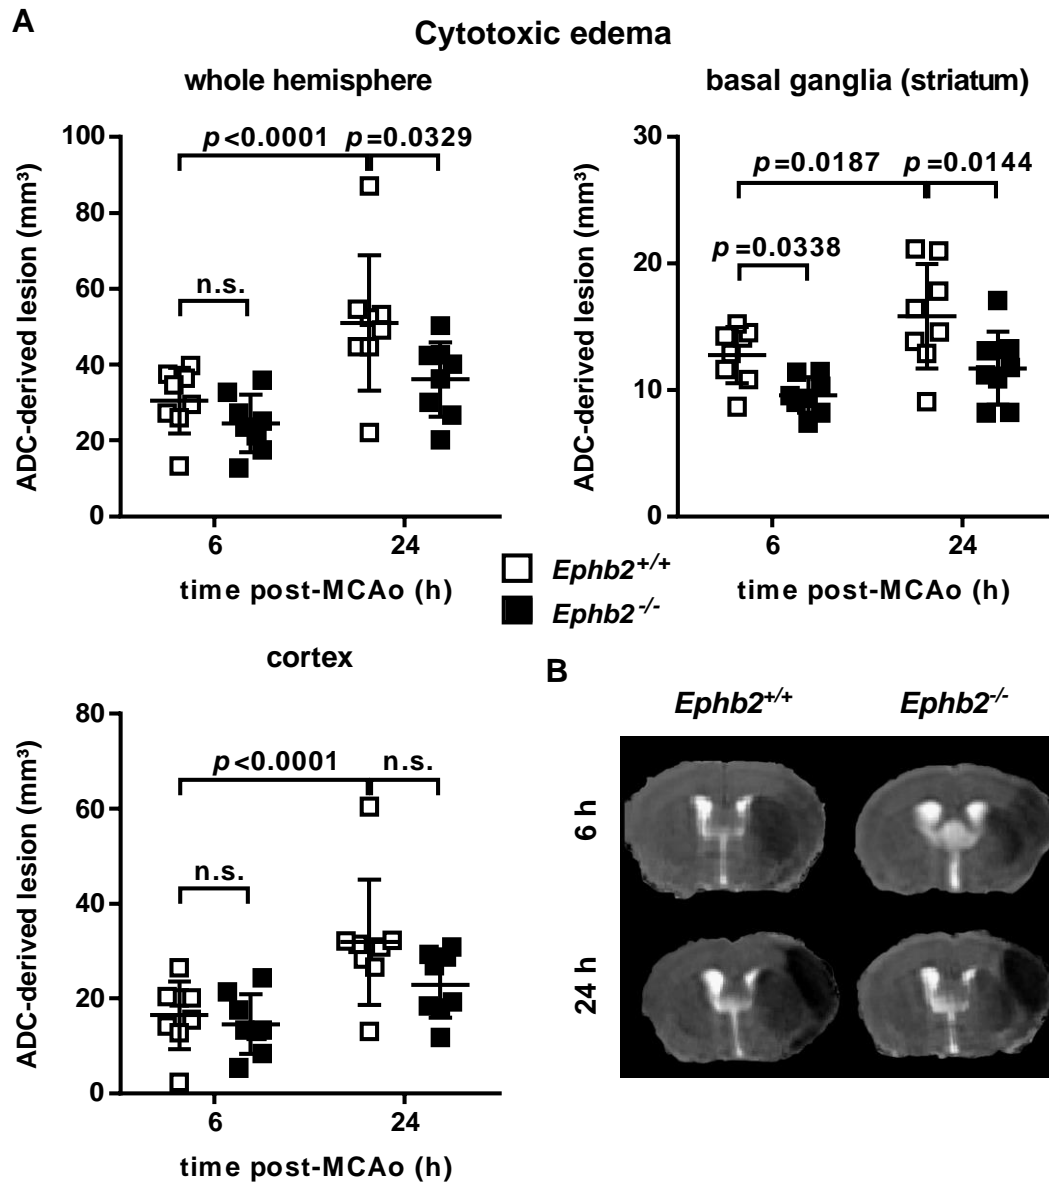 A
Cytotoxic edema
whole hemisphere
ADC-derived lesion (mm³)
100
80
60
40
20
0
p<0.0001 p=0.0329
n.s.
6 24
time post-MCAo (h)
basal ganglia (striatum)
ADC-derived lesion (mm³)
30
20
10
0
p=0.0187 p=0.0144
p=0.0338
6 24
time post-MCAo (h)
Ephb2+/+
Ephb2-/-
cortex
ADC-derived lesion (mm³)
80
60
40
20
0
p<0.0001 n.s.
n.s.
6 24
time post-MCAo (h)
B
Ephb2+/+ Ephb2-/-
6 h
24 h